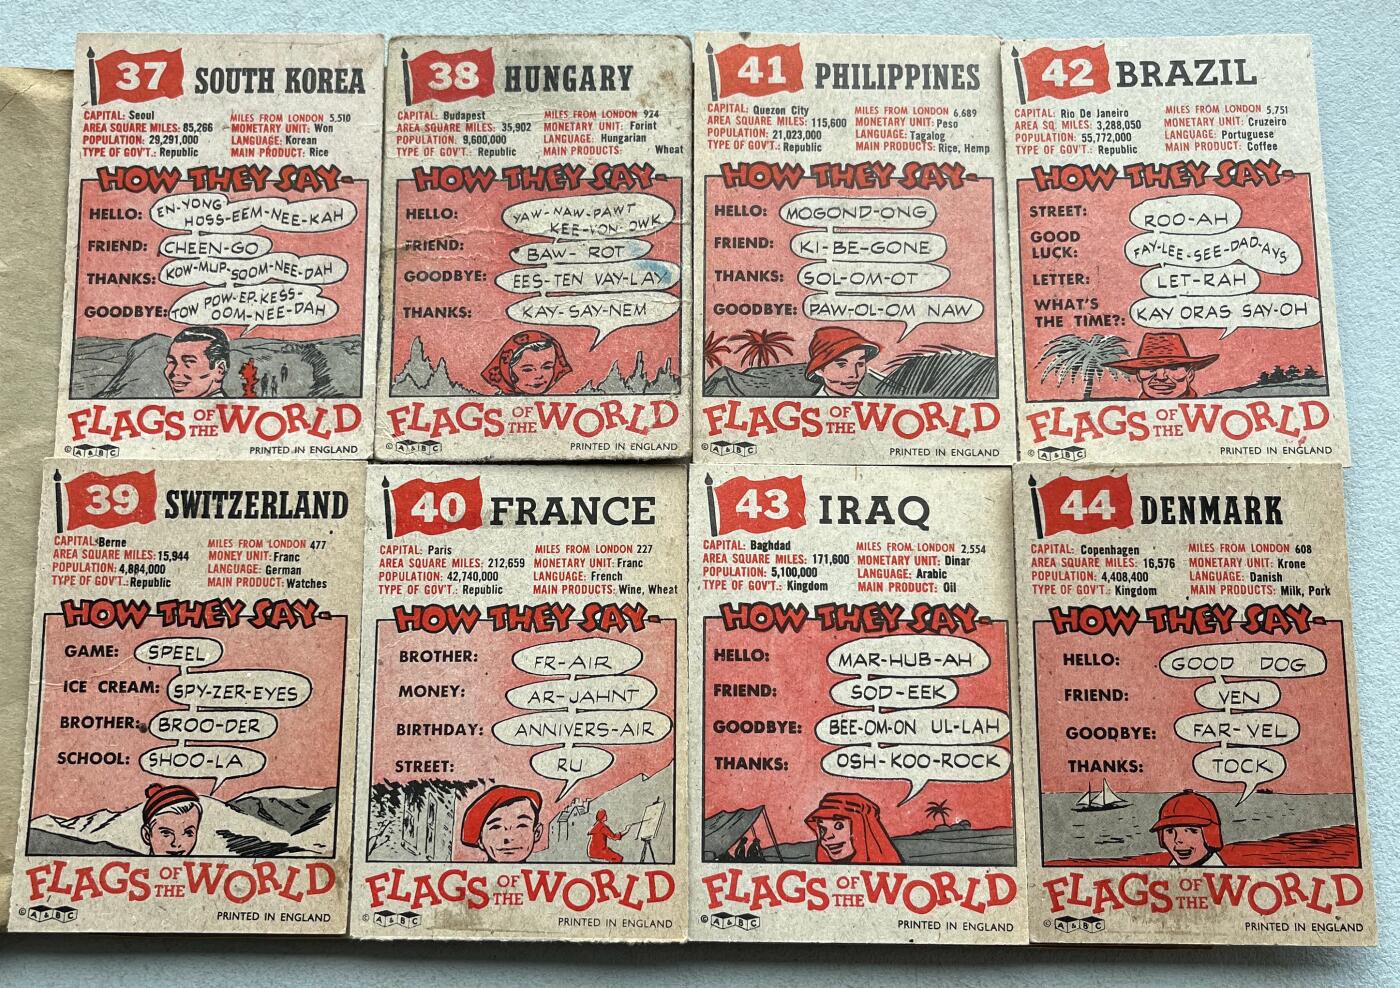 37 SOUTH KOREA
CAPITAL: Seoul
AREA SQUARE MILES: 85,266
POPULATION: 29,291,000
TYPE OF GOV'T.: Republic
MILES FROM LONDON 5,510
MONETARY UNIT: Won
LANGUAGE: Korean
MAIN PRODUCT: Rice
HOW THEY SAY-
HELLO: EN-YONG
HOSS-EEM-NEE-KAH
FRIEND: CHEEN-GO
THANKS: KOW-MUP-SOOM-NEE-DAH
GOODBYE: TOW POW-EP-KESS-
OOM-NEE-DAH
FLAGS OF THE WORLD
© A & B C PRINTED IN ENGLAND
38 HUNGARY
CAPITAL: Budapest
AREA SQUARE MILES: 35,902
POPULATION: 9,600,000
TYPE OF GOV'T.: Republic
MILES FROM LONDON 924
MONETARY UNIT: Forint
LANGUAGE: Hungarian
MAIN PRODUCT: Wheat
HOW THEY SAY-
HELLO: YAW-NAW-PAWT
KEE-VON-OWK
FRIEND: BAW-ROT
GOODBYE: EES-TEN VAY-LAY
THANKS: KAY-SAY-NEM
FLAGS OF THE WORLD
© A & B C PRINTED IN ENGLAND
41 PHILIPPINES
CAPITAL: Quezon City
AREA SQUARE MILES: 115,600
POPULATION: 21,023,000
TYPE OF GOV'T.: Republic
MILES FROM LONDON 6,689
MONETARY UNIT: Peso
LANGUAGE: Tagalog
MAIN PRODUCTS: Rice, Hemp
HOW THEY SAY-
HELLO: MOGOND-ONG
FRIEND: KI-BE-GONE
THANKS: SOL-OM-OT
GOODBYE: PAW-OL-OM NAW
FLAGS OF THE WORLD
© A & B C PRINTED IN ENGLAND
42 BRAZIL
CAPITAL: Rio De Janeiro
AREA SQ. MILES: 3,288,050
POPULATION: 55,772,000
TYPE OF GOV'T: Republic
MILES FROM LONDON 5,751
MONETARY UNIT: Cruzeiro
LANGUAGE: Portuguese
MAIN PRODUCT: Coffee
HOW THEY SAY-
STREET: ROO-AH
GOOD
LUCK: FAY-LEE-SEE-DAD-AYS
LETTER: LET-RAH
WHAT'S
THE TIME?: KAY ORAS SAY-OH
FLAGS OF THE WORLD
© A & B C PRINTED IN ENGLAND
39 SWITZERLAND
CAPITAL: Berne
AREA SQUARE MILES: 15,944
POPULATION: 4,884,000
TYPE OF GOV'T.: Republic
MILES FROM LONDON 477
MONEY UNIT: Franc
LANGUAGE: German
MAIN PRODUCT: Watches
HOW THEY SAY-
GAME: SPEEL
ICE CREAM: SPY-ZER-EYES
BROTHER: BROO-DER
SCHOOL: SHOO-LA
FLAGS OF THE WORLD
© A & B C PRINTED IN ENGLAND
40 FRANCE
CAPITAL: Paris
AREA SQUARE MILES: 212,659
POPULATION: 42,740,000
TYPE OF GOV'T: Republic
MILES FROM LONDON 227
MONETARY UNIT: Franc
LANGUAGE: French
MAIN PRODUCTS: Wine, Wheat
HOW THEY SAY-
BROTHER: FR-AIR
MONEY: AR-JAHNT
BIRTHDAY: ANNIVERS-AIR
STREET: RU
FLAGS OF THE WORLD
© A & B C PRINTED IN ENGLAND
43 IRAQ
CAPITAL: Baghdad
AREA SQUARE MILES: 171,600
POPULATION: 5,100,000
TYPE OF GOV'T.: Kingdom
MILES FROM LONDON 2,554
MONETARY UNIT: Dinar
LANGUAGE: Arabic
MAIN PRODUCT: Oil
HOW THEY SAY-
HELLO: MAR-HUB-AH
FRIEND: SOD-EEK
GOODBYE: BEE-OM-ON UL-LAH
THANKS: OSH-KOO-ROCK
FLAGS OF THE WORLD
© A & B C PRINTED IN ENGLAND
44 DENMARK
CAPITAL: Copenhagen
AREA SQUARE MILES: 16,576
POPULATION: 4,408,400
TYPE OF GOV'T: Kingdom
MILES FROM LONDON 608
MONETARY UNIT: Krone
LANGUAGE: Danish
MAIN PRODUCTS: Milk, Pork
HOW THEY SAY-
HELLO: GOOD DOG
FRIEND: VEN
GOODBYE: FAR-VEL
THANKS: TOCK
FLAGS OF THE WORLD
© A & B C PRINTED IN ENGLAND